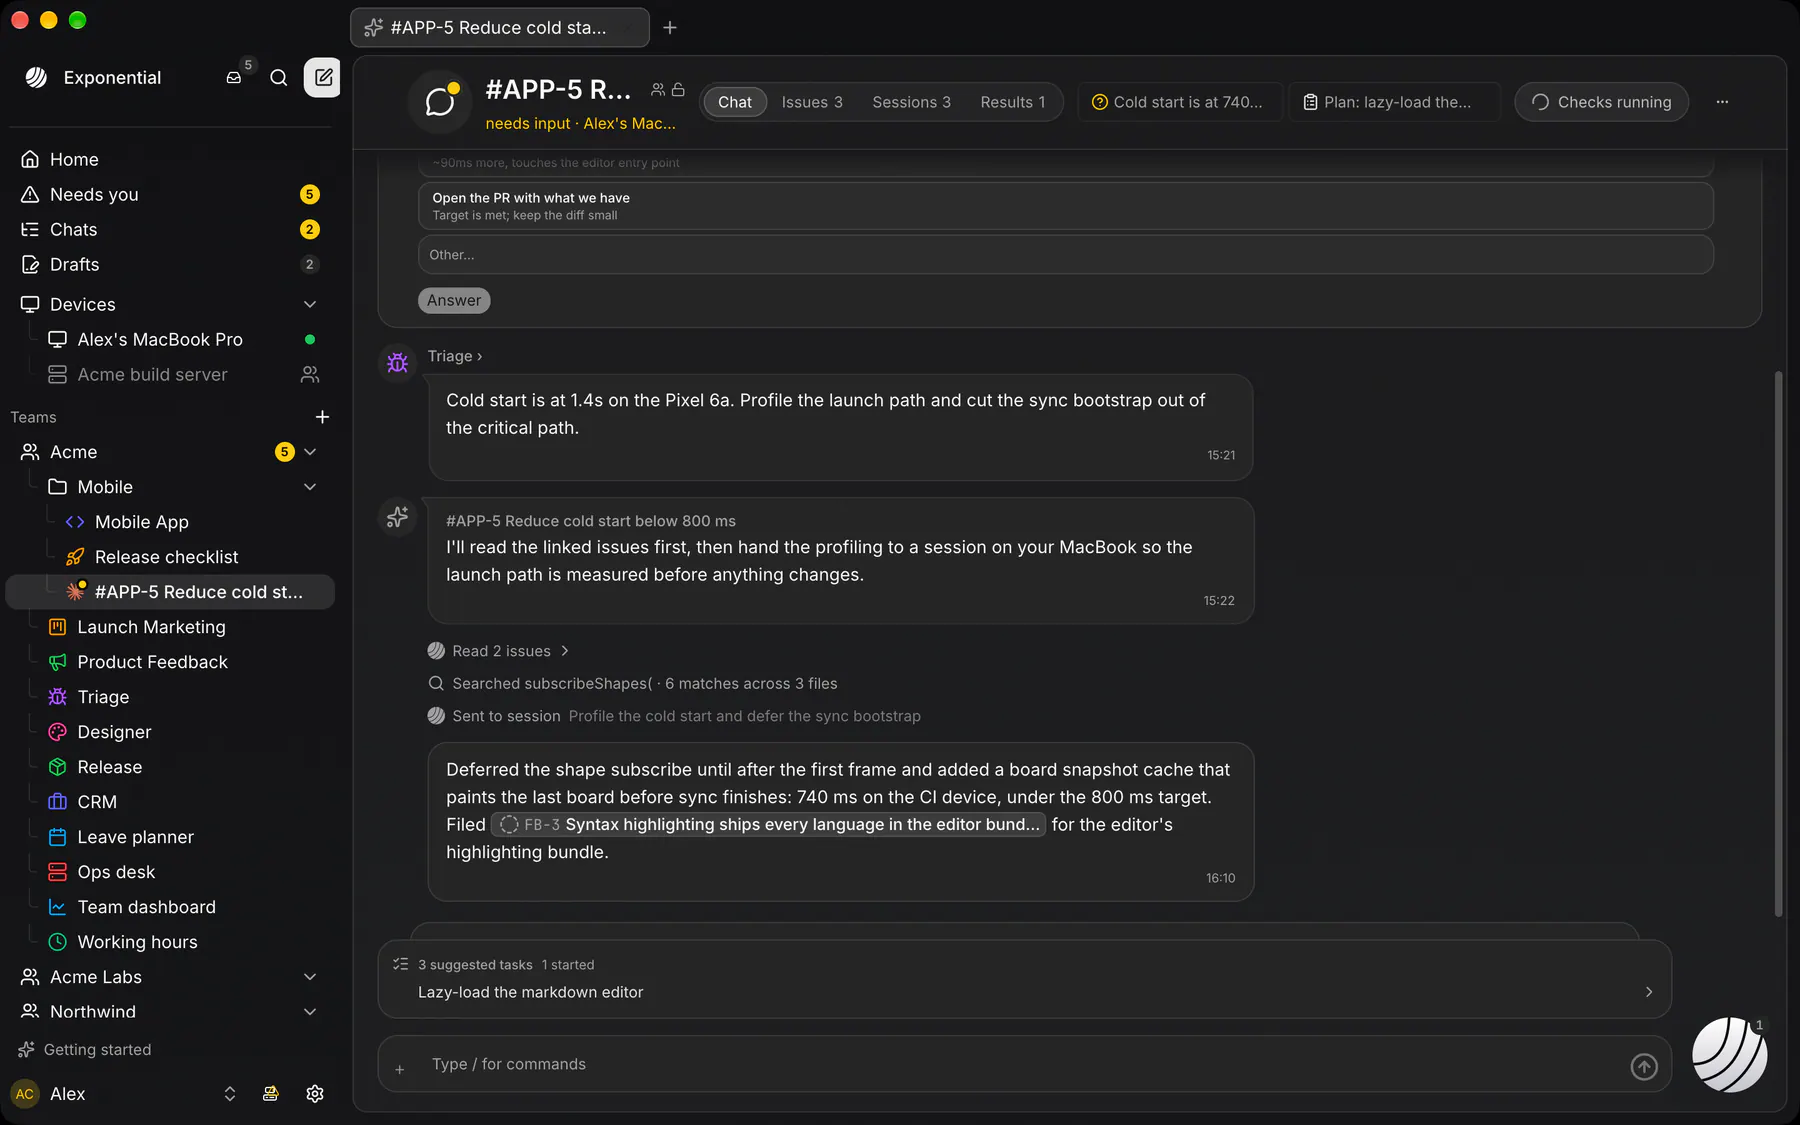 #APP-5 Reduce cold sta...
Exponential
5
Home
Needs you
5
Chats
2
Drafts
2
Devices
Alex's MacBook Pro
Acme build server
Teams
Acme
5
Mobile
Mobile App
Release checklist
#APP-5 Reduce cold st...
Launch Marketing
Product Feedback
Triage
Designer
Release
CRM
Leave planner
Ops desk
Team dashboard
Working hours
Acme Labs
Northwind
Getting started
AC
Alex
#APP-5 R...
needs input · Alex's Mac...
Chat
Issues 3
Sessions 3
Results 1
Cold start is at 740...
Plan: lazy-load the...
Checks running
~90ms more, touches the editor entry point
Open the PR with what we have
Target is met; keep the diff small
Other...
Answer
Triage ›
Cold start is at 1.4s on the Pixel 6a. Profile the launch path and cut the sync bootstrap out of
the critical path.
15:21
#APP-5 Reduce cold start below 800 ms
I'll read the linked issues first, then hand the profiling to a session on your MacBook so the
launch path is measured before anything changes.
15:22
Read 2 issues
Searched subscribeShapes( · 6 matches across 3 files
Sent to session Profile the cold start and defer the sync bootstrap
Deferred the shape subscribe until after the first frame and added a board snapshot cache that
paints the last board before sync finishes: 740 ms on the CI device, under the 800 ms target.
Filed FB-3 Syntax highlighting ships every language in the editor bund... for the editor's
highlighting bundle.
16:10
3 suggested tasks 1 started
Lazy-load the markdown editor
Type / for commands
1